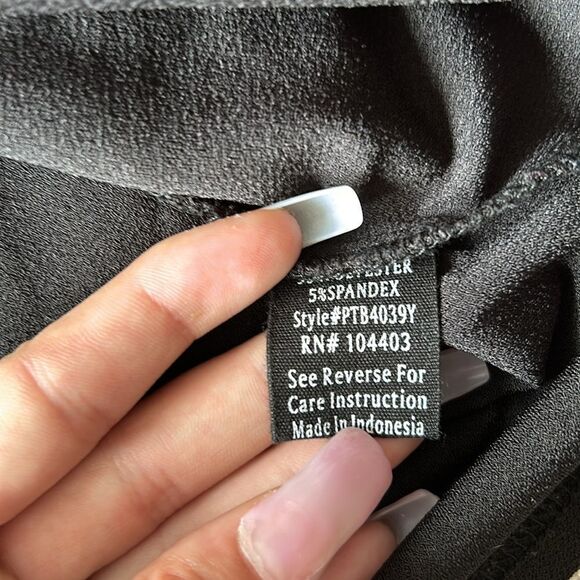 5%SPANDEX
Style#PTB4039Y
RN# 104403
See Reverse For
Care Instruction
Made in Indonesia